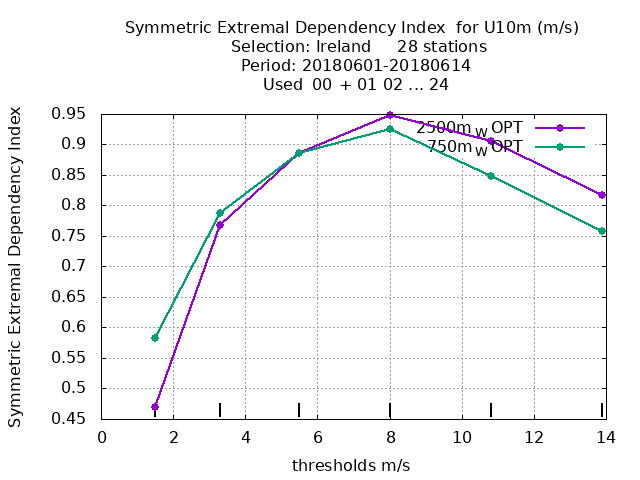 Symmetric Extremal Dependency Index  for U10m (m/s)
Selection: Ireland     28 stations
Period: 20180601-20180614
Used  00 + 01 02 ... 24
2500m_W OPT
750m_W OPT
Symmetric Extremal Dependency Index
0.95
0.9
0.85
0.8
0.75
0.7
0.65
0.6
0.55
0.5
0.45
0 2 4 6 8 10 12 14
thresholds m/s